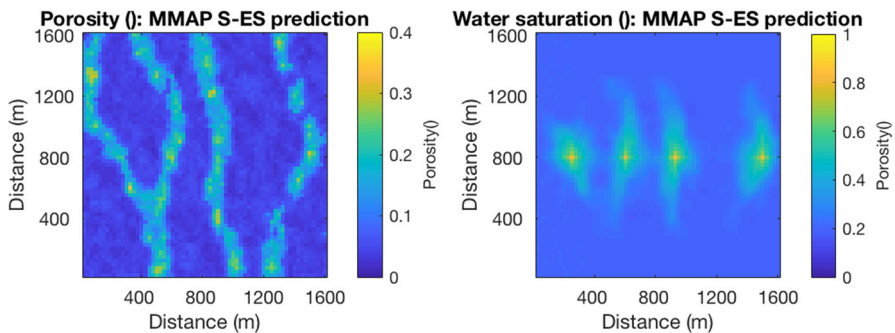 Porosity (): MMAP S-ES prediction
1600
1200
800
400
Distance (m)
400 800 1200 1600
Distance (m)
0.4
0.3
0.2
0.1
0
Porosity()
Water saturation (): MMAP S-ES prediction
1600
1200
800
400
Distance (m)
400 800 1200 1600
Distance (m)
1
0.8
0.6
0.4
0.2
0
Porosity()